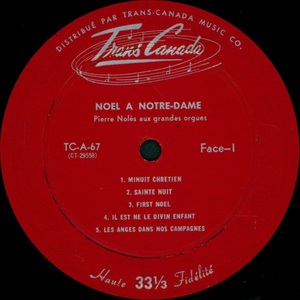 DISTRIBUÉ PAR TRANS-CANADA MUSIC CO.
Trans Canada
NOËL A NOTRE-DAME
Pierre Nolès aux grandes orgues
TC-A-67
(CT-29556)
Face-1
1. MINUIT CHRETIEN
2. SAINTE NUIT
3. FIRST NOEL
4. IL EST NE LE DIVIN ENFANT
5. LES ANGES DANS NOS CAMPAGNES
Haute 33⅓ Fidélité